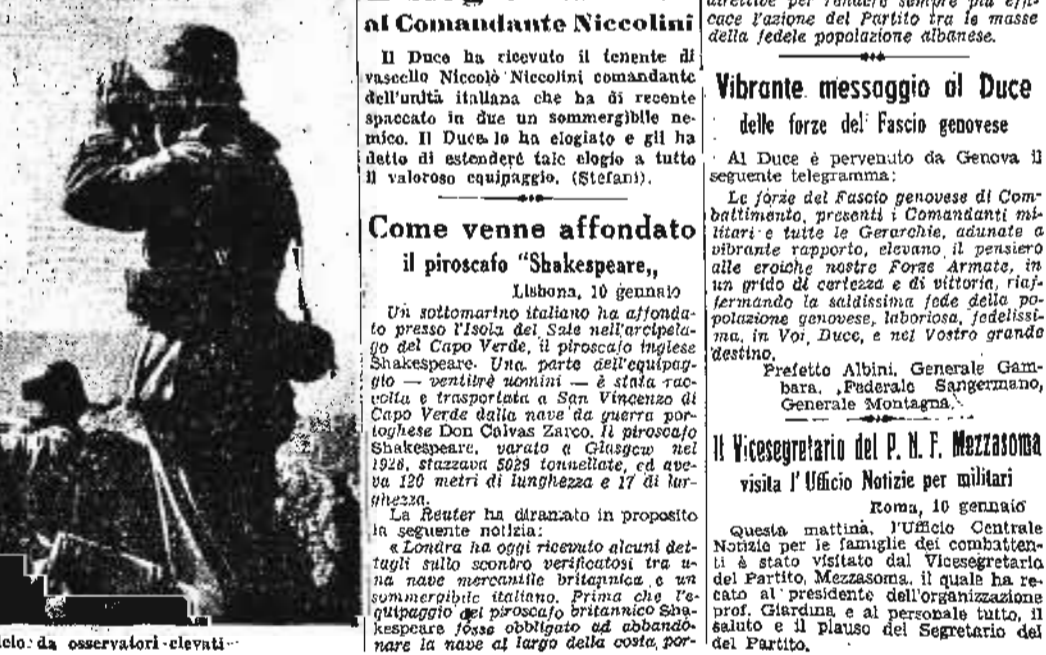 al Comandante Niccolini
Il Duce ha ricevuto il tenente di
vascello Niccolò Niccolini comandante
dell'unità italiana che ha di recente
spaccato in due un sommergibile ne-
mico. Il Duce lo ha elogiato e gli ha
detto di estendere tale elogio a tutto
il valoroso equipaggio. (Stefani).
Come venne affondato
il piroscafo "Shakespeare„
Lisbona, 10 gennaio
Un sottomarino italiano ha affonda-
to presso l'Isola del Sale nell'arcipela-
go del Capo Verde, il piroscafo inglese
Shakespeare. Una parte dell'equipag-
gio — ventitrè uomini — è stata rac-
colta e trasportata a San Vincenzo di
Capo Verde dalla nave da guerra por-
toghese Don Calvas Zarco. Il piroscafo
Shakespeare, varato a Glasgow nel
1926, stazzava 5029 tonnellate, ed ave-
va 120 metri di lunghezza e 17 di lar-
ghezza.
La Reuter ha diramato in proposito
la seguente notizia:
« Londra ha oggi ricevuto alcuni det-
tagli sullo scontro verificatosi tra u-
na nave mercantile britannica e un
sommergibile italiano. Prima che l'e-
quipaggio del piroscafo britannico Sha-
kespeare fosse obbligato ad abbando-
nare la nave al largo della costa, por-
direttive per rendere sempre più effi-
cace l'azione del Partito tra le masse
della fedele popolazione albanese.
Vibrante messaggio al Duce
delle forze del Fascio genovese
Al Duce è pervenuto da Genova il
seguente telegramma:
Le forze del Fascio genovese di Com-
battimento, presenti i Comandanti mi-
litari e tutte le Gerarchie, adunate a
vibrante rapporto, elevano il pensiero
alle eroiche nostre Forze Armate, in
un grido di certezza e di vittoria, riaf-
fermando la saldissima fede della po-
polazione genovese, laboriosa, fedelissi-
ma, in Voi, Duce, e nel Vostro grande
destino.
Prefetto Albini, Generale Gam-
bara, Federale Sangermano,
Generale Montagna.
Il Vicesegretario del P. N. F. Mezzasoma
visita l'Ufficio Notizie per militari
Roma, 10 gennaio
Questa mattina, l'Ufficio Centrale
Notizie per le famiglie dei combatten-
ti è stato visitato dal Vicesegretario
del Partito, Mezzasoma, il quale ha re-
cato al presidente dell'organizzazione
prof. Giardina e al personale tutto, il
saluto e il plauso del Segretario del
del Partito.
da osservatori elevati